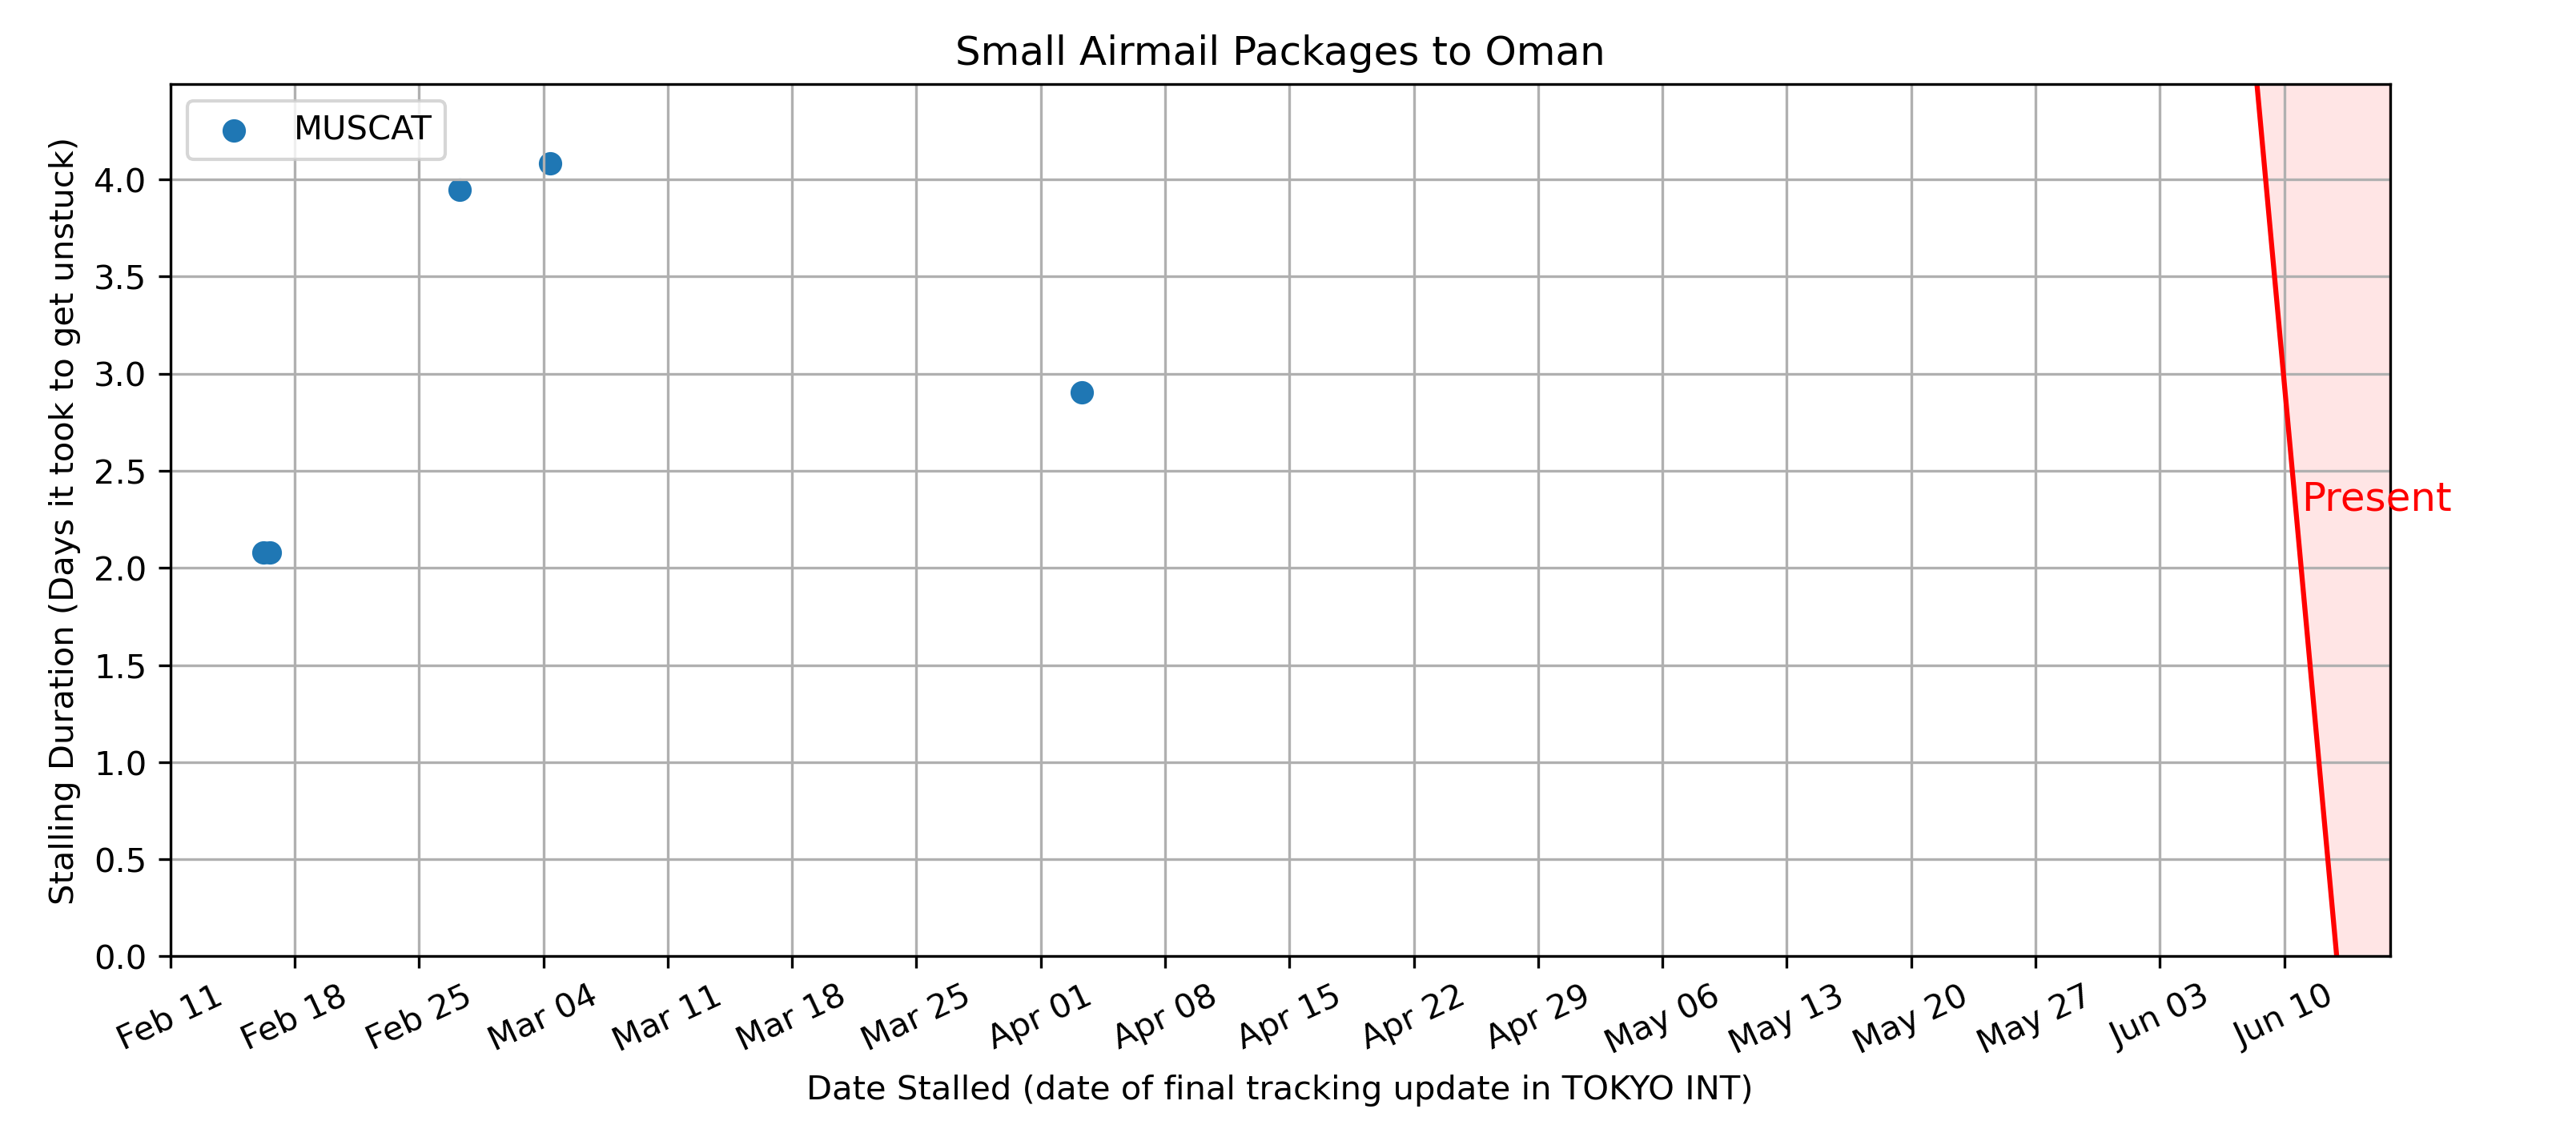 Small Airmail Packages to Oman
MUSCAT
Stalling Duration (Days it took to get unstuck)
4.0
3.5
3.0
2.5
2.0
1.5
1.0
0.5
0.0
Present
Feb 11 Feb 18 Feb 25 Mar 04 Mar 11 Mar 18 Mar 25 Apr 01 Apr 08 Apr 15 Apr 22 Apr 29 May 06 May 13 May 20 May 27 Jun 03 Jun 10
Date Stalled (date of final tracking update in TOKYO INT)